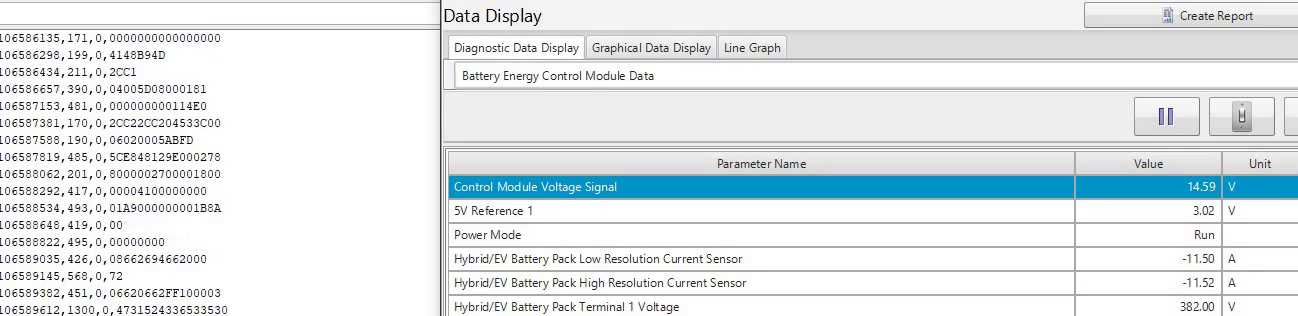 106586135,171,0,0000000000000000
106586298,199,0,4148B94D
106586434,211,0,2CC1
106586657,390,0,04005D08000181
106587153,481,0,000000000114E0
106587381,170,0,2CC22CC204533C00
106587588,190,0,06020005ABFD
106587819,485,0,5CE848129E000278
106588062,201,0,8000002700001800
106588292,417,0,00004100000000
106588534,493,0,01A9000000001B8A
106588648,419,0,00
106588822,495,0,00000000
106589035,426,0,08662694662000
106589145,568,0,72
106589382,451,0,06620662FF100003
106589612,1300,0,4731524336533530
Data Display
Create Report
Diagnostic Data Display Graphical Data Display Line Graph
Battery Energy Control Module Data
Parameter Name Value Unit
Control Module Voltage Signal 14.59 V
5V Reference 1 3.02 V
Power Mode Run
Hybrid/EV Battery Pack Low Resolution Current Sensor -11.50 A
Hybrid/EV Battery Pack High Resolution Current Sensor -11.52 A
Hybrid/EV Battery Pack Terminal 1 Voltage 382.00 V